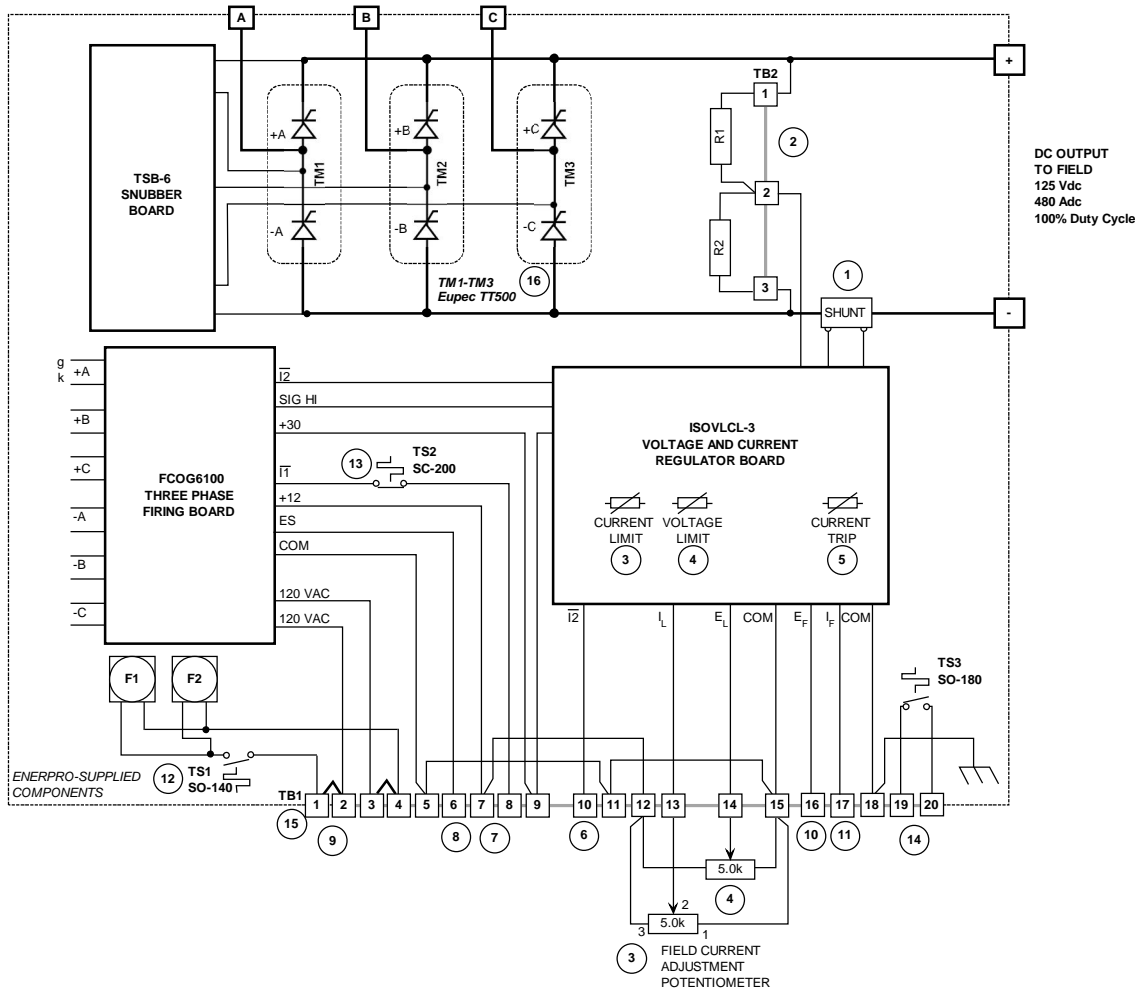 A
B
C
+
TSB-6
SNUBBER
BOARD
+A
+B
+C
TM1
TM2
TM3
-A
-B
-C
TM1-TM3
Eupec TT500
16
TB2
1
R1
2
2
R2
3
1
SHUNT
DC OUTPUT
TO FIELD
125 Vdc
480 Adc
100% Duty Cycle
-
g
k
+A
+B
+C
-A
-B
-C
FCOG6100
THREE PHASE
FIRING BOARD
I2
SIG HI
+30
I1
+12
ES
COM
120 VAC
120 VAC
13
TS2
SC-200
ISOVLCL-3
VOLTAGE AND CURRENT
REGULATOR BOARD
CURRENT
LIMIT
3
VOLTAGE
LIMIT
4
CURRENT
TRIP
5
I2
IL
EL
COM
EF
IF
COM
TS3
SO-180
F1
F2
ENERPRO-SUPPLIED
COMPONENTS
12
TS1
SO-140
TB1
1
2
3
4
5
6
7
8
9
10
11
12
13
14
15
16
17
18
19
20
15
9
8
7
6
10
11
14
5.0k
4
2
5.0k
3
1
3
FIELD CURRENT
ADJUSTMENT
POTENTIOMETER